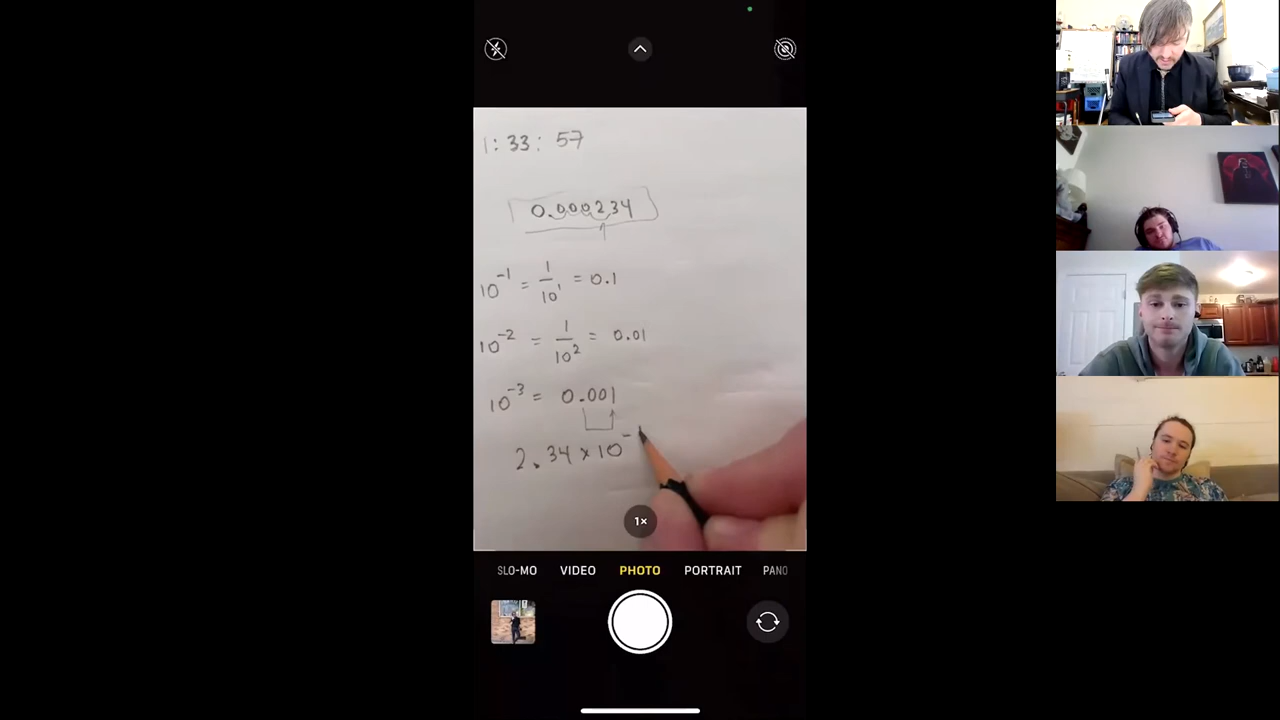 1:33:57
0.000234
10⁻¹ = 1/10¹ = 0.1
10⁻² = 1/10² = 0.01
10⁻³ = 0.001
2.34 × 10⁻
1×
SLO-MO VIDEO PHOTO PORTRAIT PANO